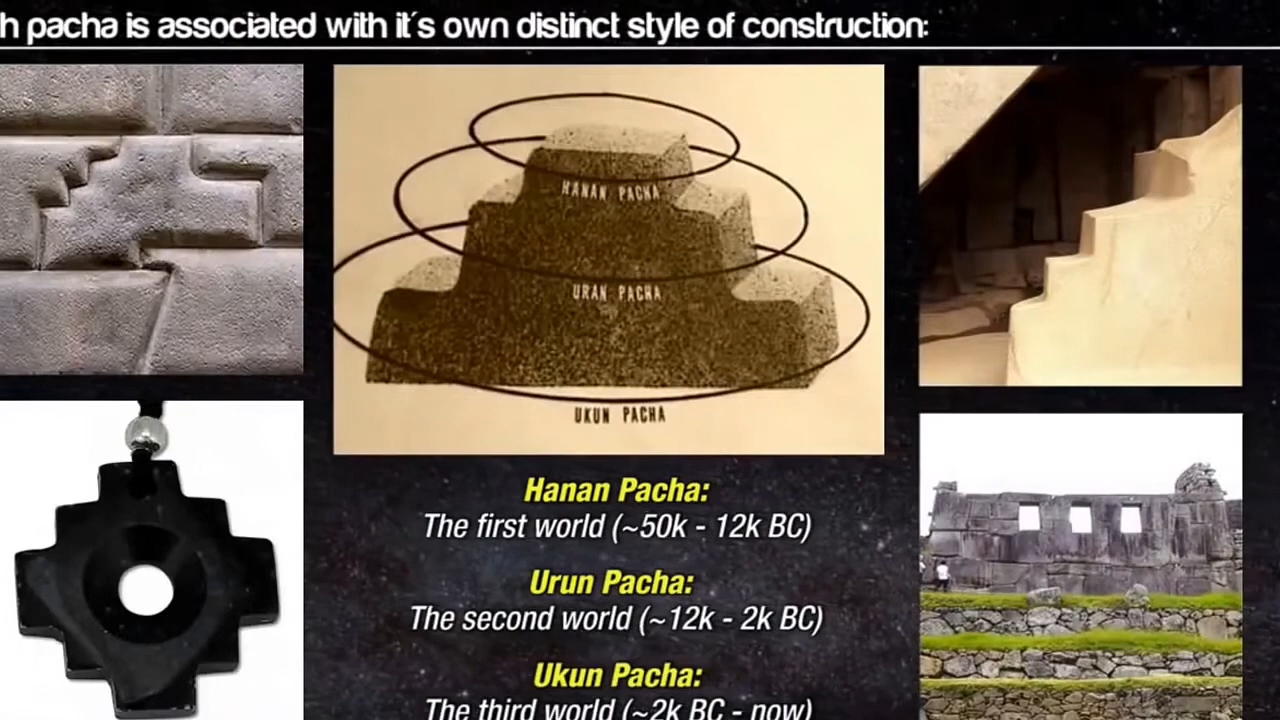 h pacha is associated with it´s own distinct style of construction:
HANAN PACHA
URAN PACHA
UKUN PACHA
Hanan Pacha:
The first world (~50k - 12k BC)
Urun Pacha:
The second world (~12k - 2k BC)
Ukun Pacha:
The third world (~2k BC - now)